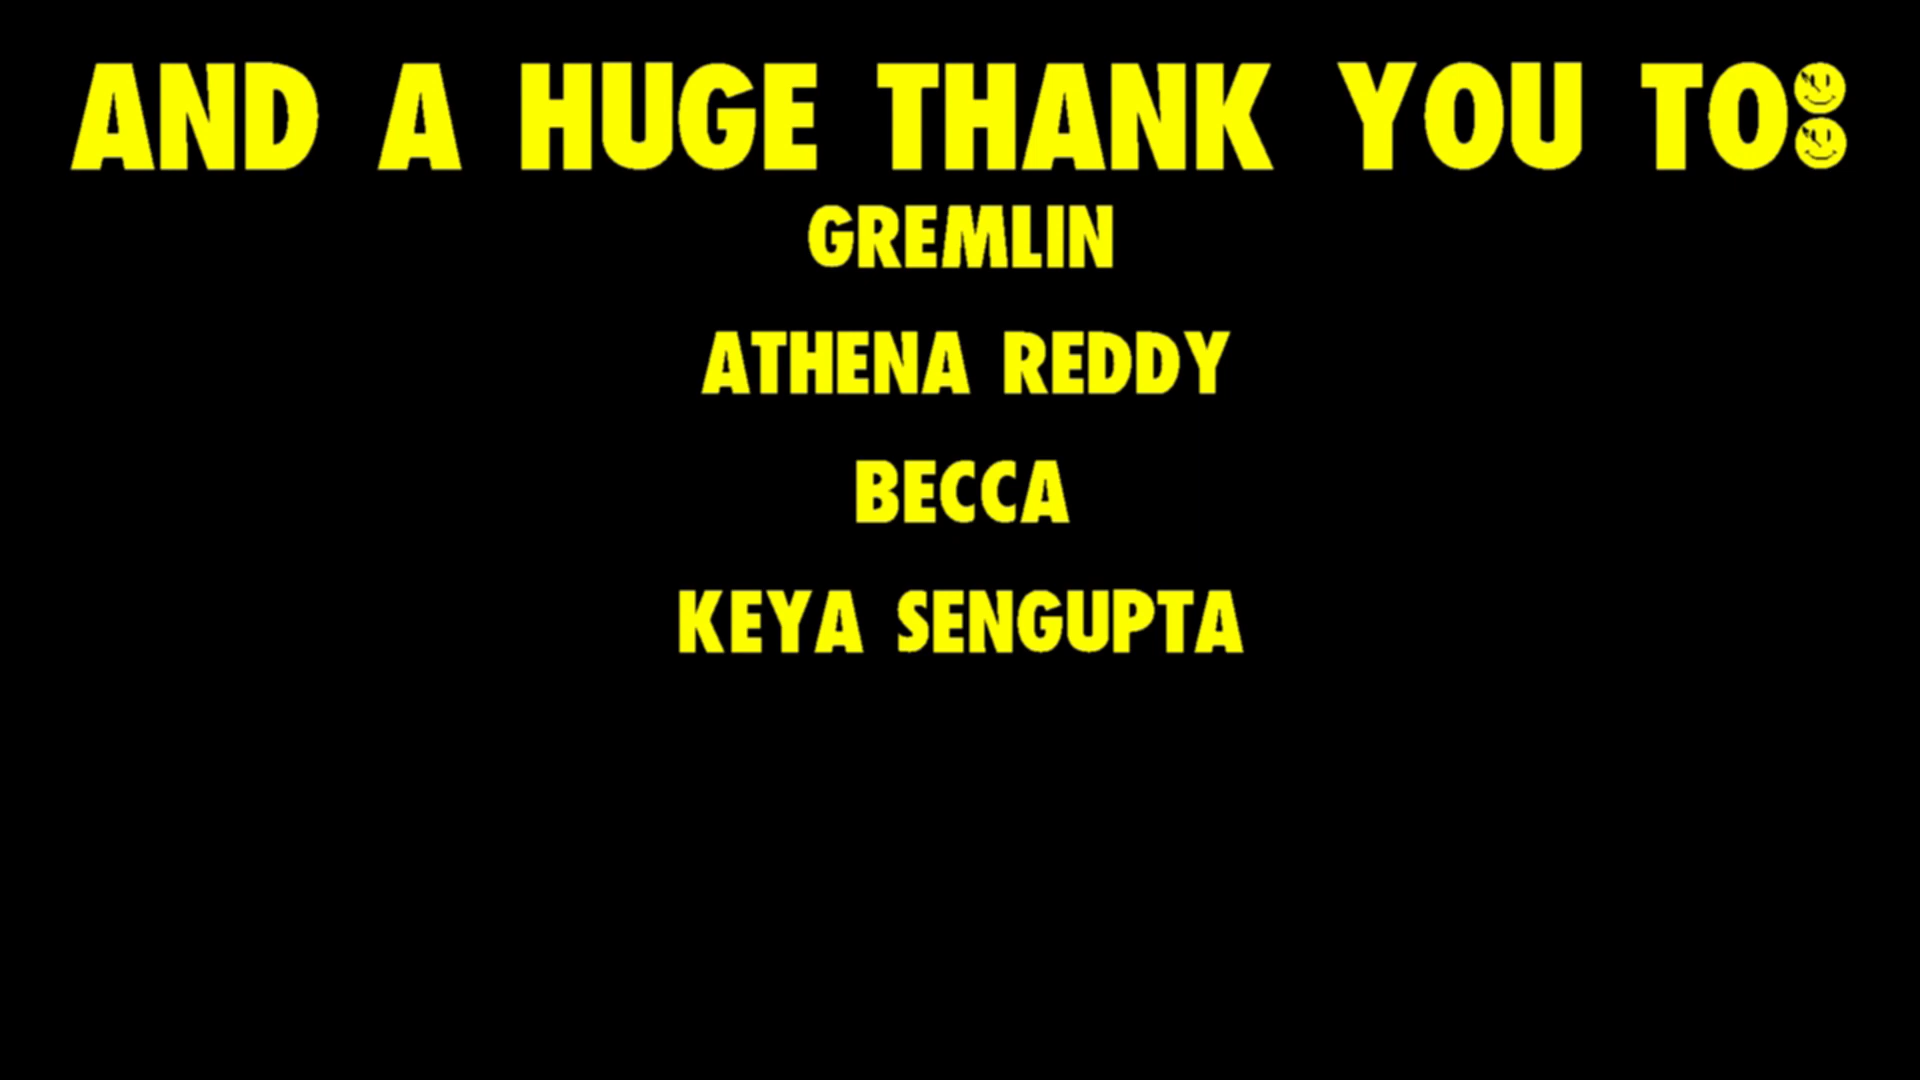 AND A HUGE THANK YOU TO:
GREMLIN
ATHENA REDDY
BECCA
KEYA SENGUPTA